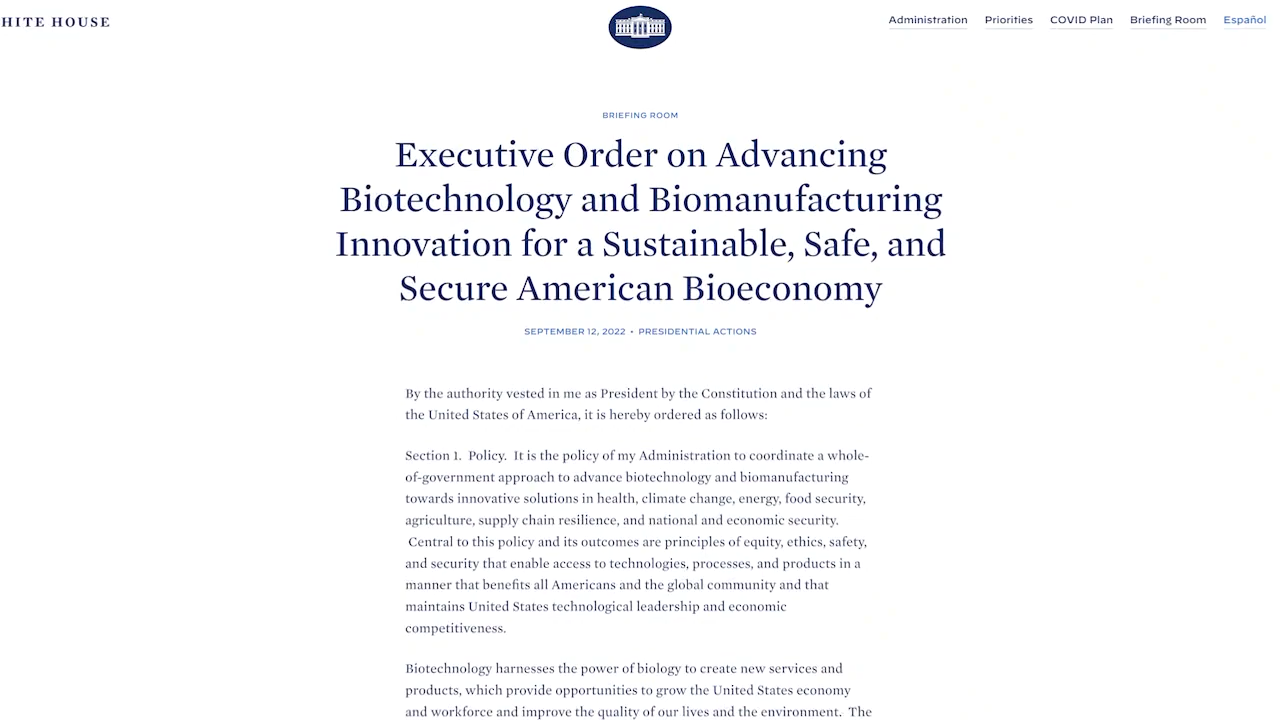 HITE HOUSE
Administration Priorities COVID Plan Briefing Room Español
BRIEFING ROOM
Executive Order on Advancing
Biotechnology and Biomanufacturing
Innovation for a Sustainable, Safe, and
Secure American Bioeconomy
SEPTEMBER 12, 2022 • PRESIDENTIAL ACTIONS
By the authority vested in me as President by the Constitution and the laws of
the United States of America, it is hereby ordered as follows:
Section 1.  Policy.  It is the policy of my Administration to coordinate a whole-
of-government approach to advance biotechnology and biomanufacturing
towards innovative solutions in health, climate change, energy, food security,
agriculture, supply chain resilience, and national and economic security.
Central to this policy and its outcomes are principles of equity, ethics, safety,
and security that enable access to technologies, processes, and products in a
manner that benefits all Americans and the global community and that
maintains United States technological leadership and economic
competitiveness.
Biotechnology harnesses the power of biology to create new services and
products, which provide opportunities to grow the United States economy
and workforce and improve the quality of our lives and the environment.  The